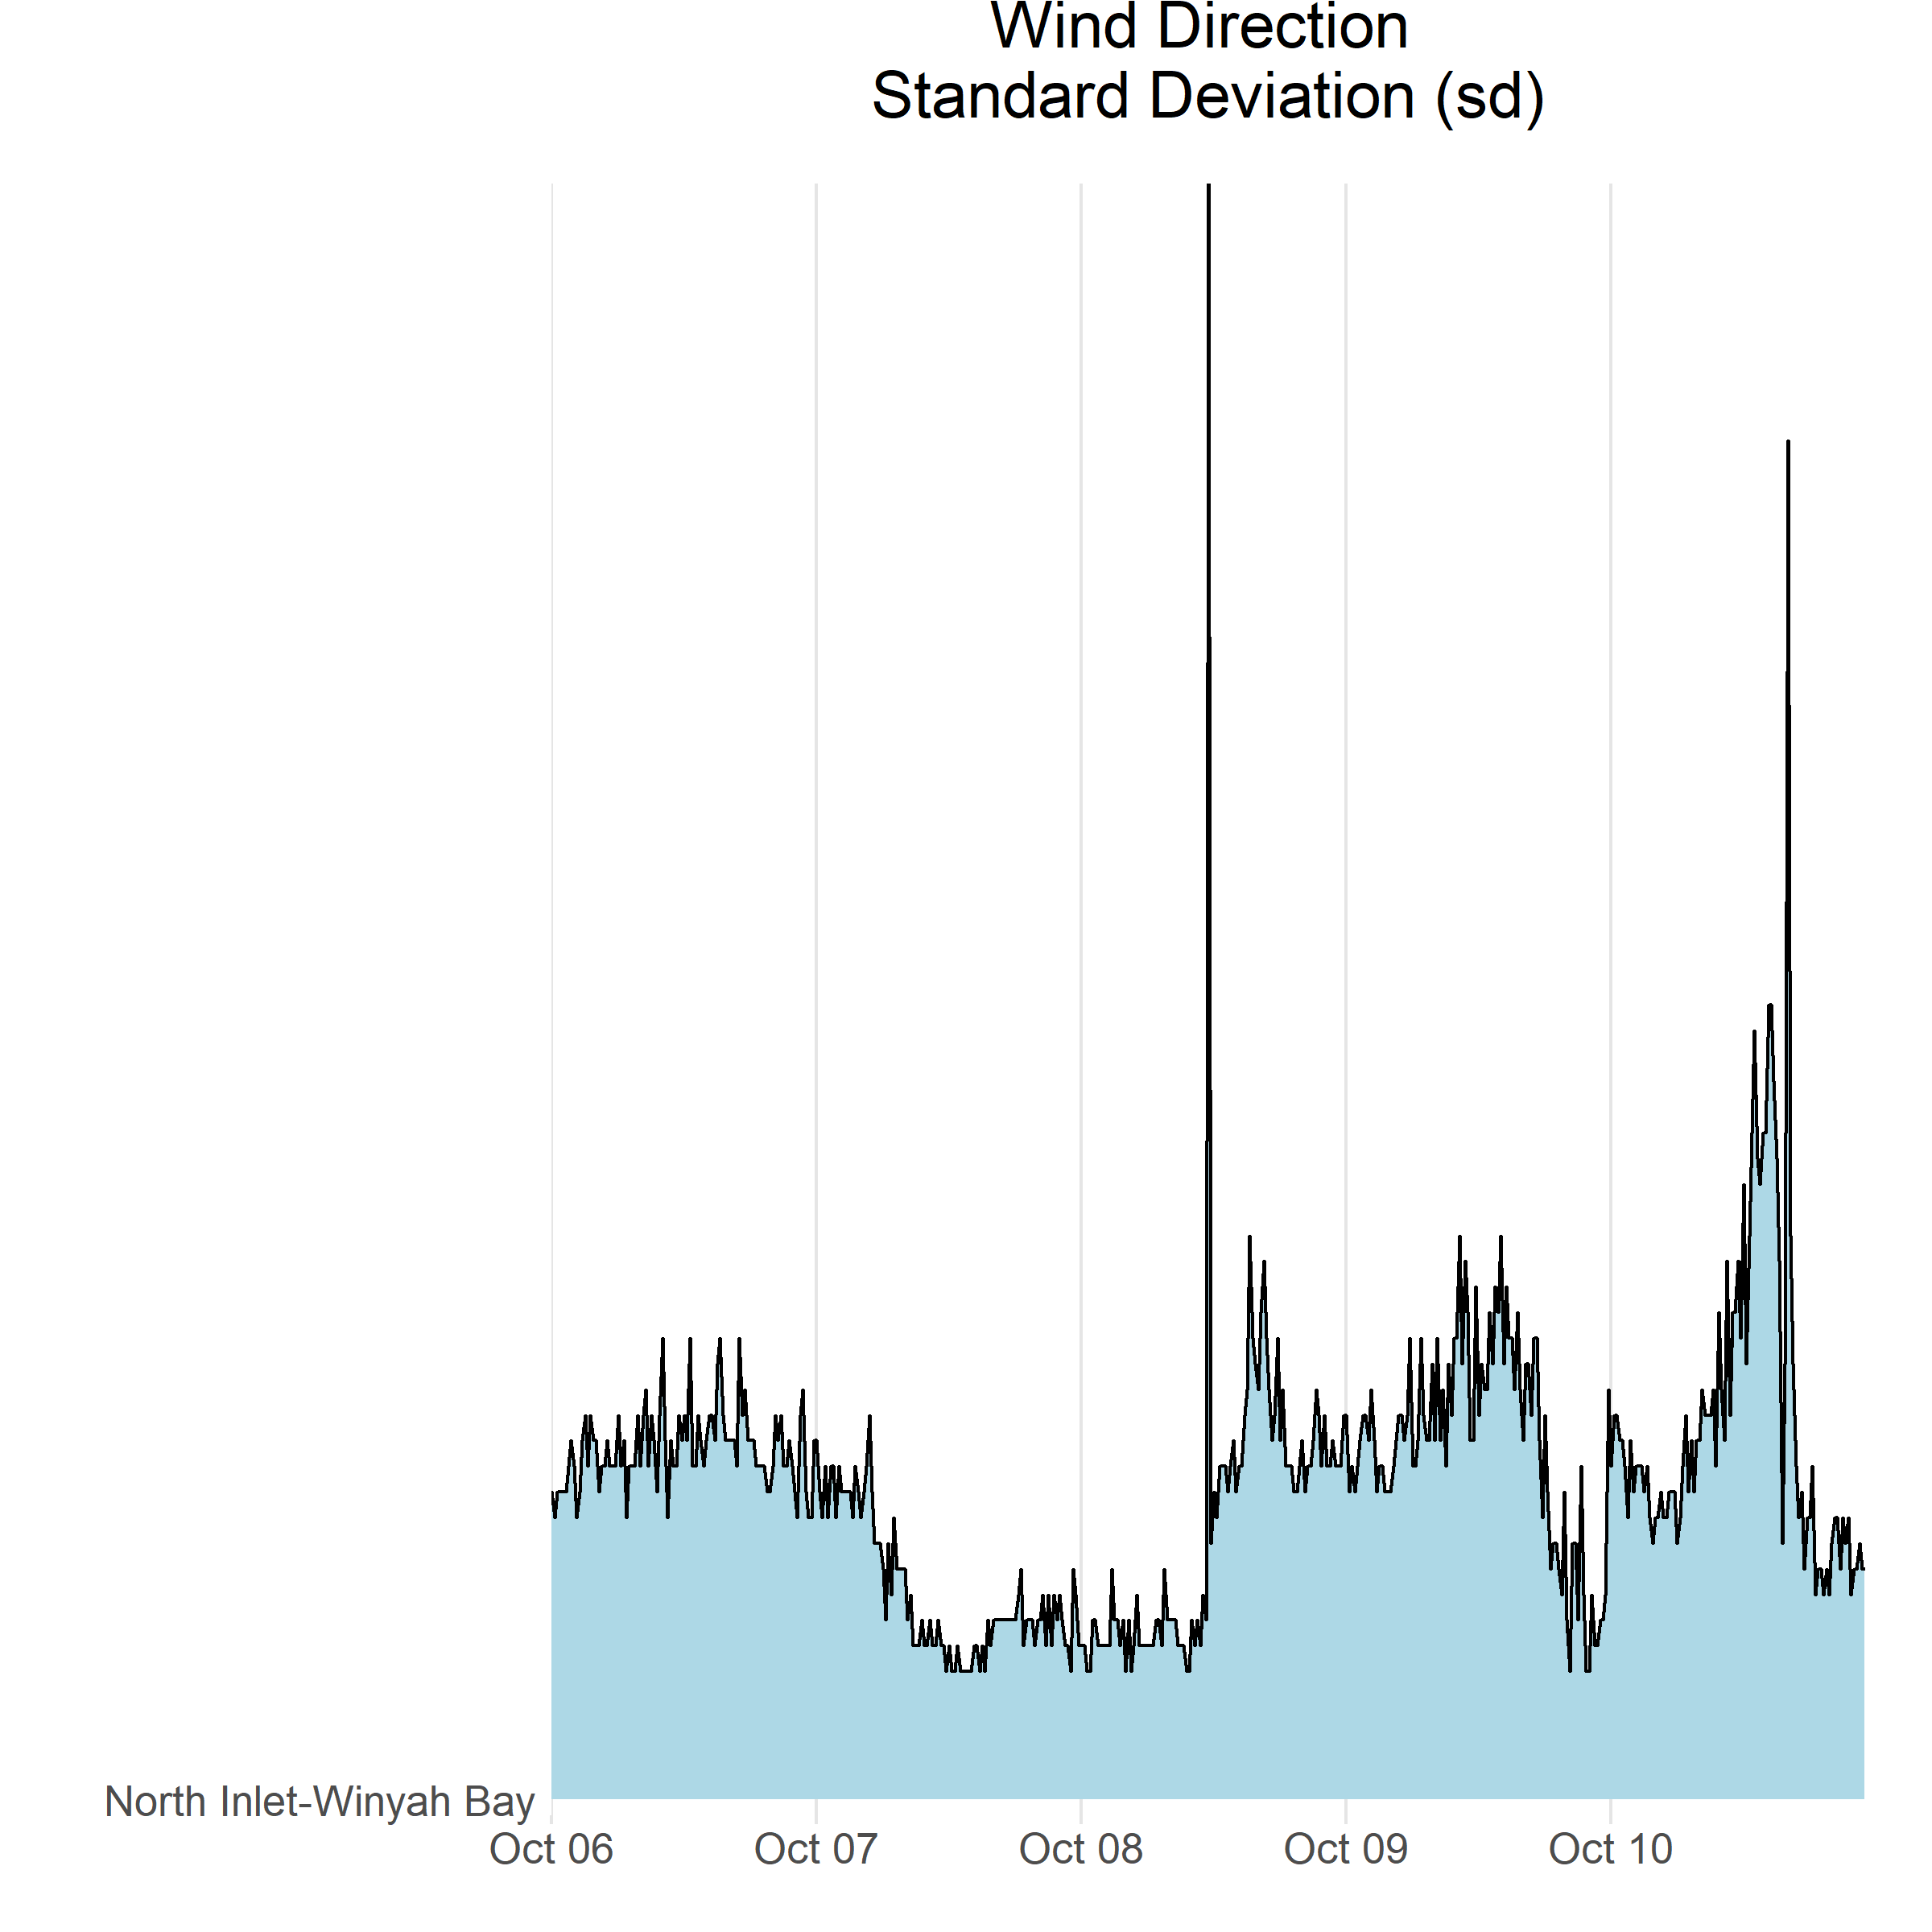 Wind Direction
Standard Deviation (sd)
North Inlet-Winyah Bay
Oct 06 Oct 07 Oct 08 Oct 09 Oct 10